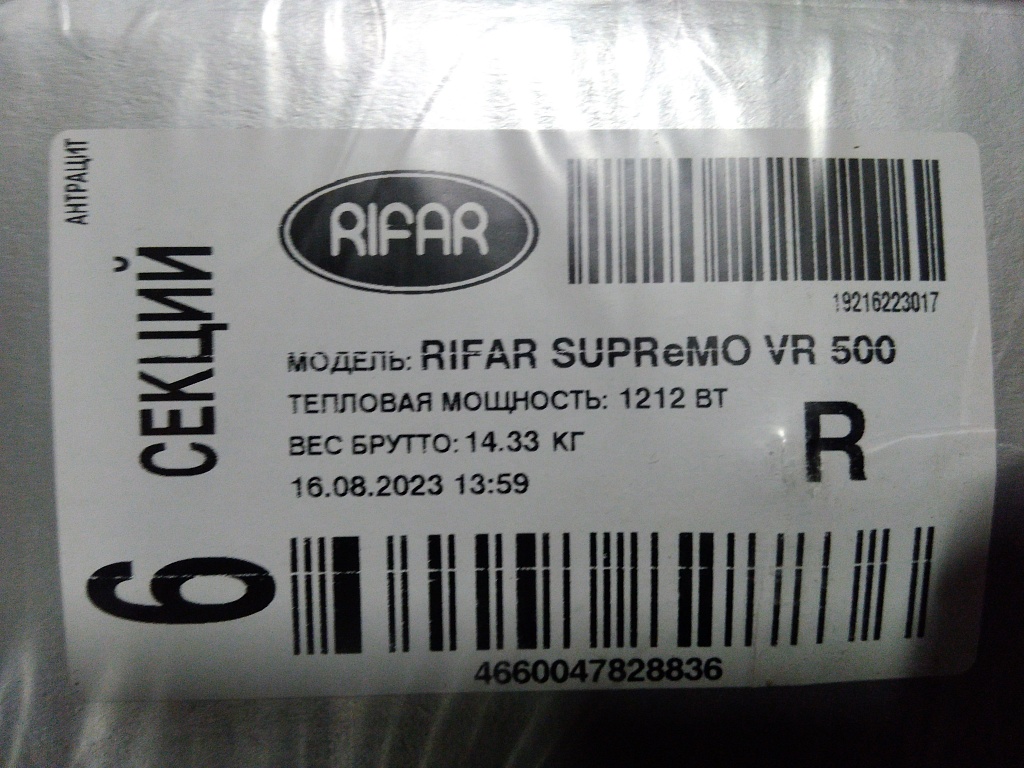 АНТРАЦИТ
6 СЕКЦИЙ
RIFAR
19216223017
МОДЕЛЬ: RIFAR SUPReMO VR 500
ТЕПЛОВАЯ МОЩНОСТЬ: 1212 ВТ
ВЕС БРУТТО: 14.33 КГ
R
16.08.2023 13:59
4660047828836